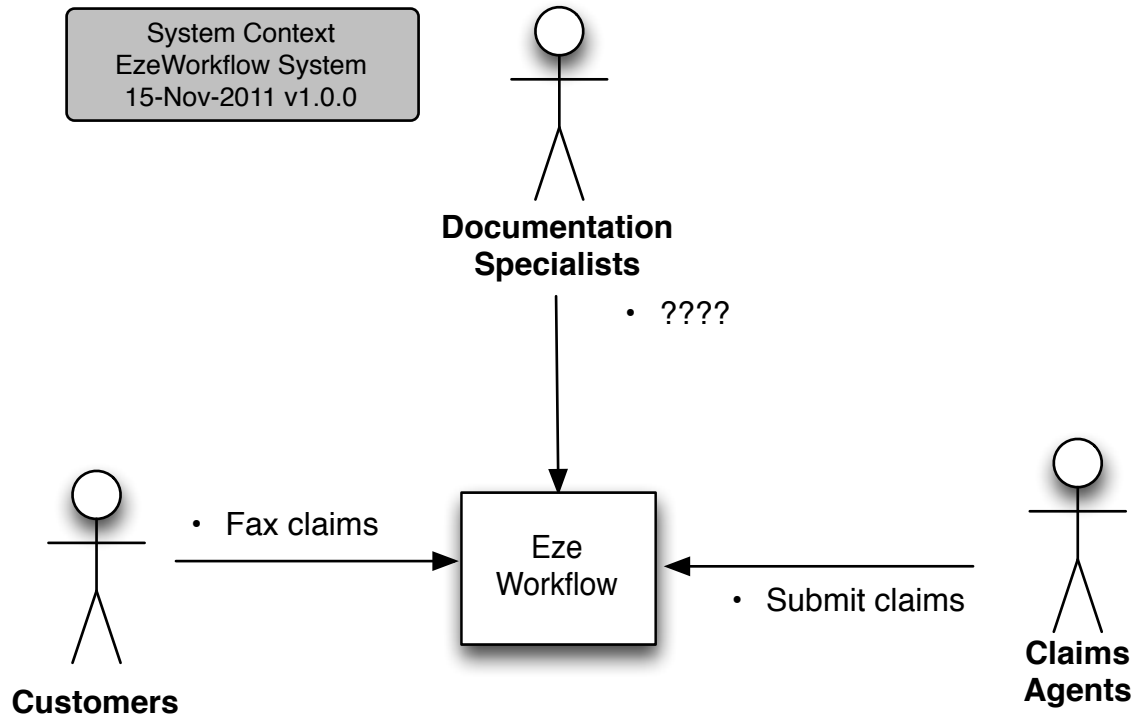 System Context
EzeWorkflow System
15-Nov-2011 v1.0.0
Documentation
Specialists
• ????
• Fax claims
Eze
Workflow
• Submit claims
Claims
Agents
Customers